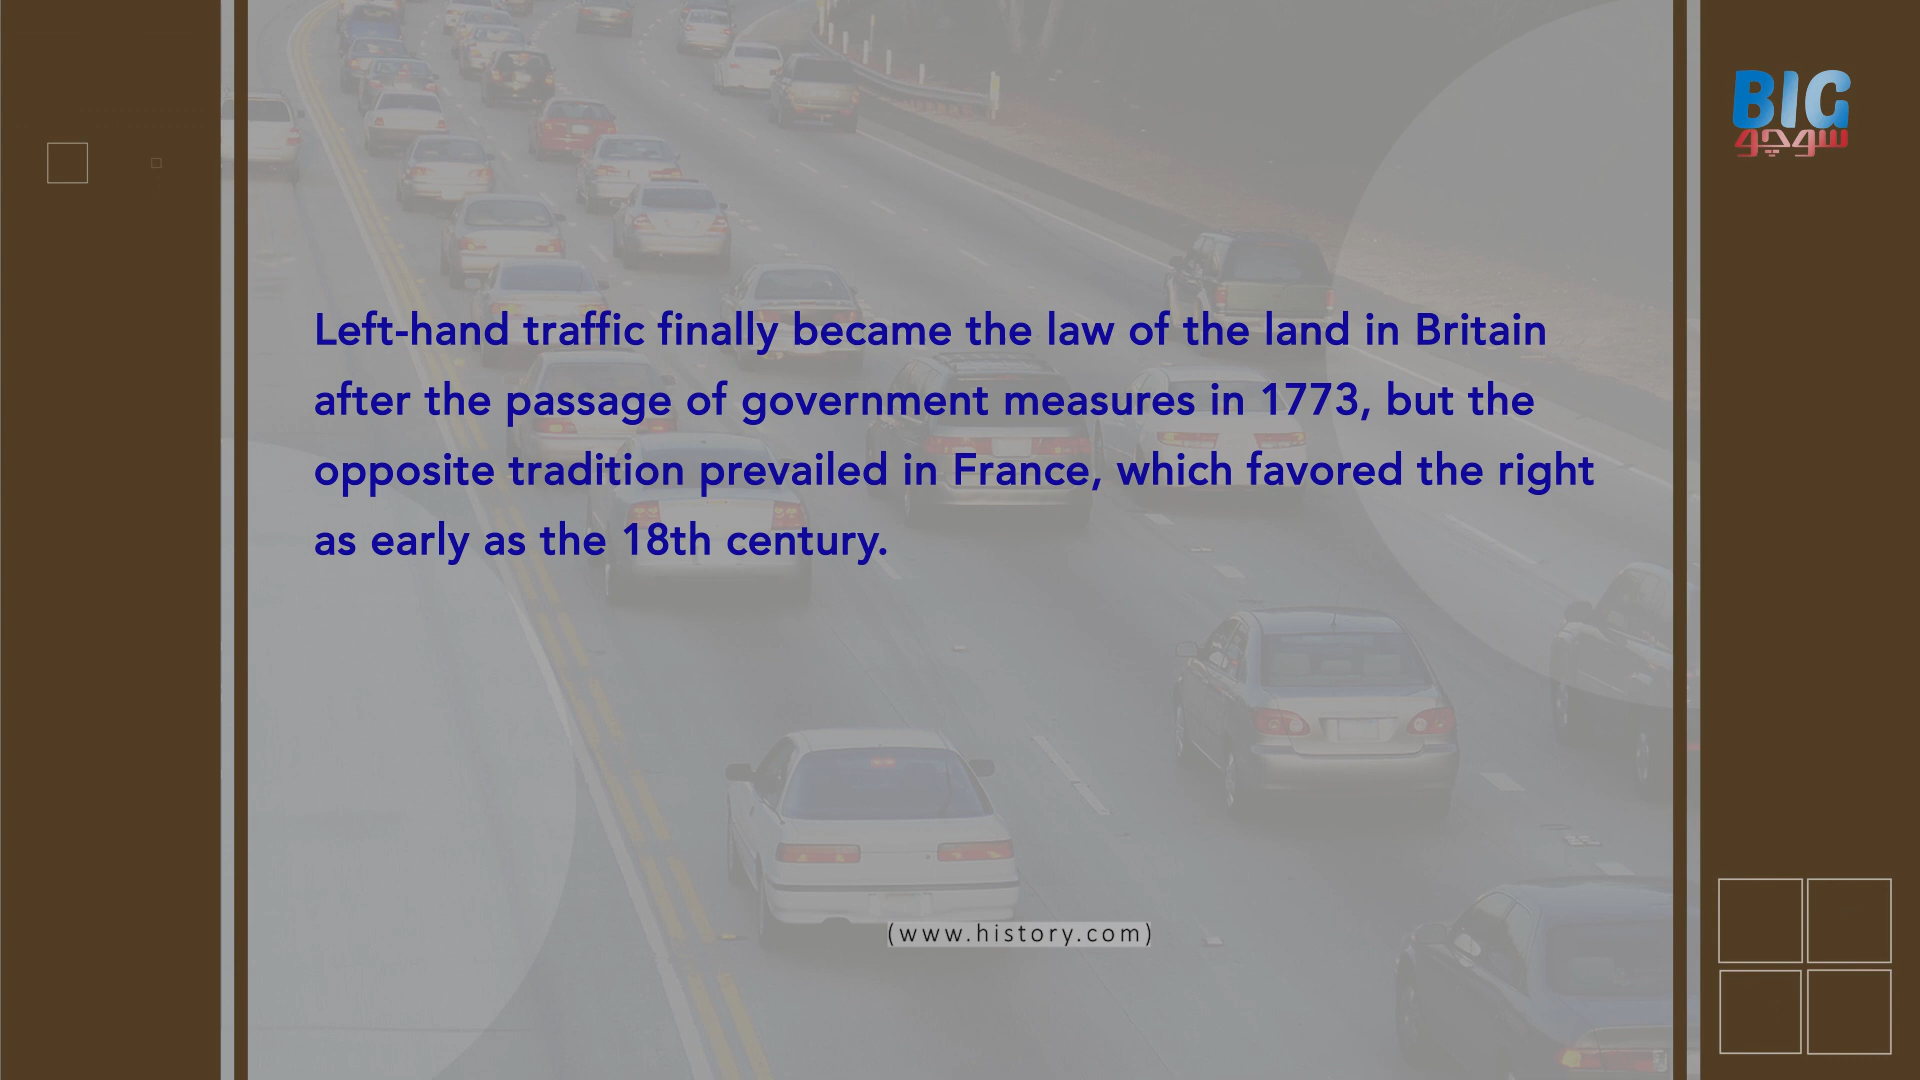 BIG
سوچو
Left-hand traffic finally became the law of the land in Britain
after the passage of government measures in 1773, but the
opposite tradition prevailed in France, which favored the right
as early as the 18th century.
(www.history.com)